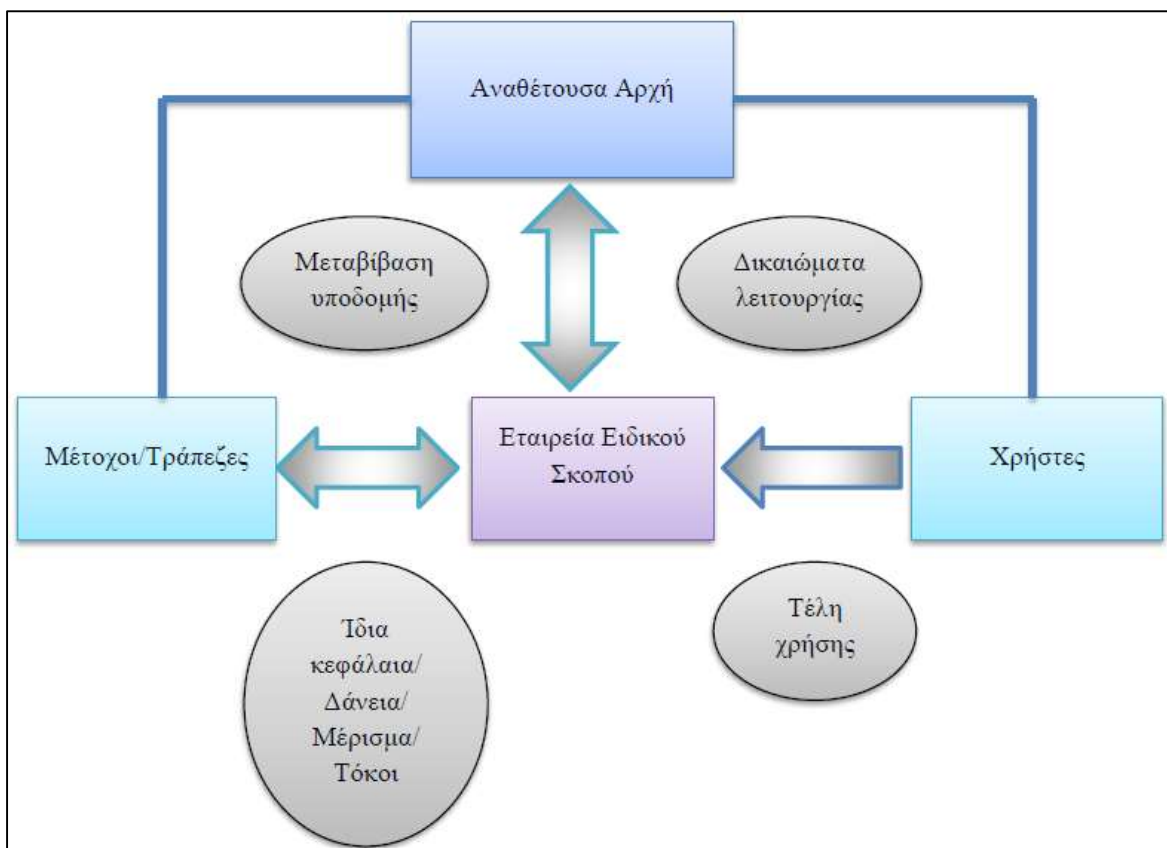 Αναθέτουσα Αρχή
Μεταβίβαση
υποδομής
Δικαιώματα
λειτουργίας
Μέτοχοι/Τράπεζες
Εταιρεία Ειδικού
Σκοπού
Χρήστες
Ίδια
κεφάλαια/
Δάνεια/
Μέρισμα/
Τόκοι
Τέλη
χρήσης